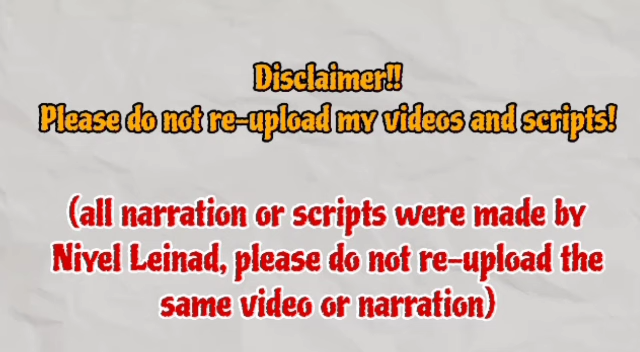 Disclaimer!!
Please do not re-upload my videos and scripts!
(all narration or scripts were made by
Nivel Leinad, please do not re-upload the
same video or narration)